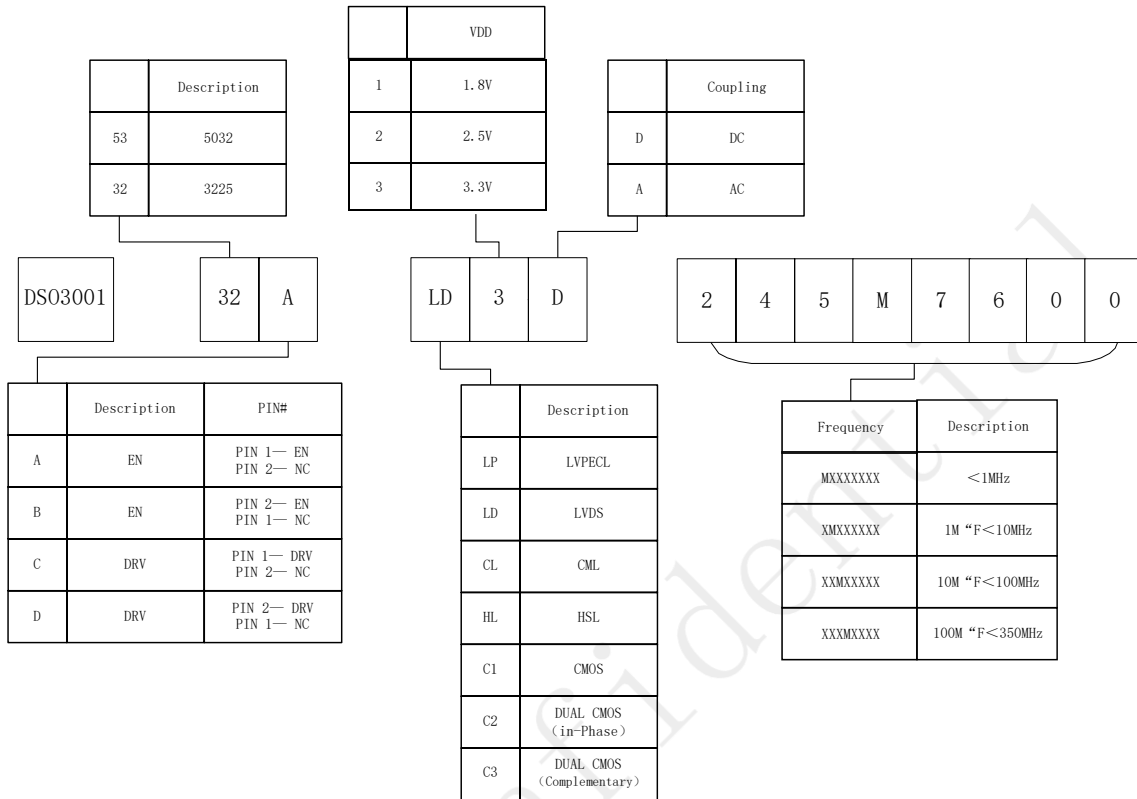 VDD
1 1.8V
2 2.5V
3 3.3V
Description
53 5032
32 3225
Coupling
D DC
A AC
DSO3001 32 A LD 3 D 2 4 5 M 7 6 0 0
Description PIN#
A EN PIN 1— EN
PIN 2— NC
B EN PIN 2— EN
PIN 1— NC
C DRV PIN 1— DRV
PIN 2— NC
D DRV PIN 2— DRV
PIN 1— NC
Description
LP LVPECL
LD LVDS
CL CML
HL HSL
C1 CMOS
C2 DUAL CMOS
(in-Phase)
C3 DUAL CMOS
(Complementary)
Frequency Description
MXXXXXXX <1MHz
XMXXXXXX 1M “F<10MHz
XXMXXXXX 10M “F<100MHz
XXXMXXXX 100M “F<350MHz